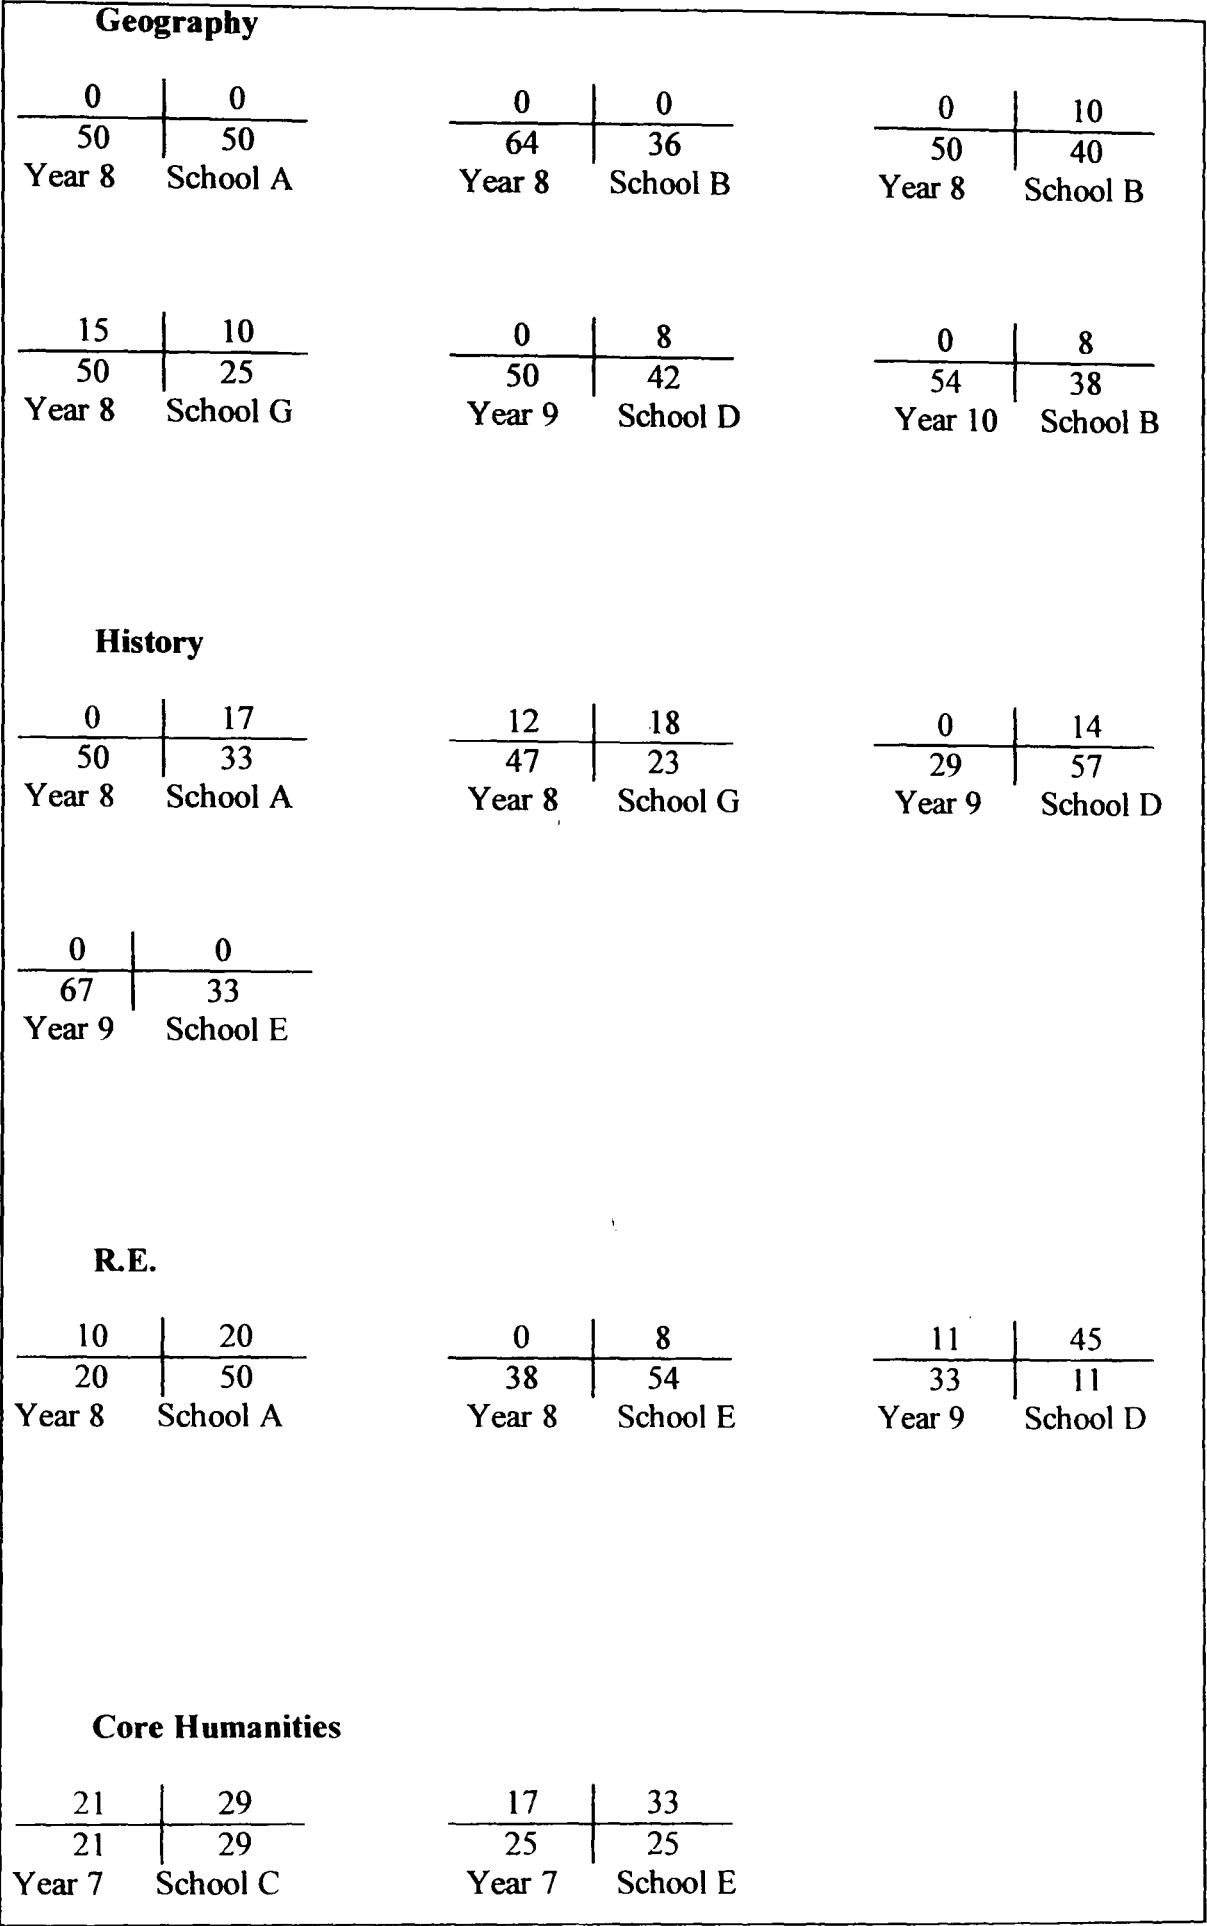 Geography
0 0 0 0 0 10
50 50 64 36 50 40
Year 8 School A Year 8 School B Year 8 School B
15 10 0 8 0 8
50 25 50 42 54 38
Year 8 School G Year 9 School D Year 10 School B
History
0 17 12 18 0 14
50 33 47 23 29 57
Year 8 School A Year 8 School G Year 9 School D
0 0
67 33
Year 9 School E
R.E.
10 20 0 8 11 45
20 50 38 54 33 11
Year 8 School A Year 8 School E Year 9 School D
Core Humanities
21 29 17 33
21 29 25 25
Year 7 School C Year 7 School E